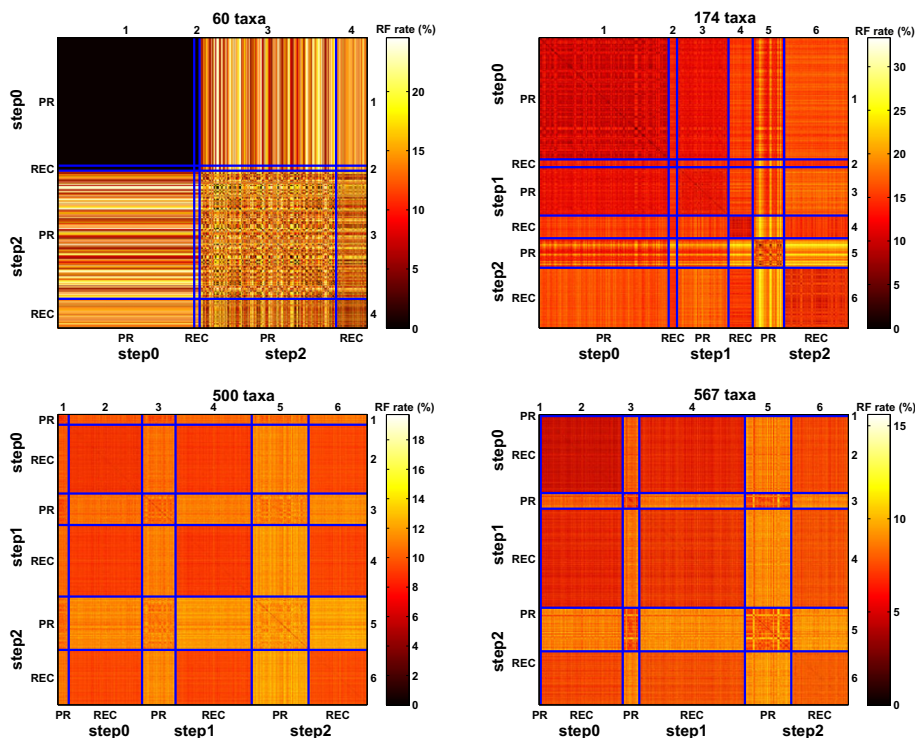 60 taxa
1 2 3 4 RF rate (%)
step0 PR 1
REC 2
step2 PR 3
REC 4
20
15
10
5
0
PR REC PR REC
step0 step2
174 taxa
1 2 3 4 5 6 RF rate (%)
step0 PR 1
REC 2
step1 PR 3
REC 4
step2 PR 5
REC 6
30
25
20
15
10
5
0
PR REC PR REC PR REC
step0 step1 step2
500 taxa
1 2 3 4 5 6 RF rate (%)
step0 PR 1
REC 2
step1 PR 3
REC 4
step2 PR 5
REC 6
18
16
14
12
10
8
6
4
2
0
PR REC PR REC PR REC
step0 step1 step2
567 taxa
1 2 3 4 5 6 RF rate (%)
step0 PR 1
REC 2
step1 PR 3
REC 4
step2 PR 5
REC 6
15
10
5
0
PR REC PR REC PR REC
step0 step1 step2